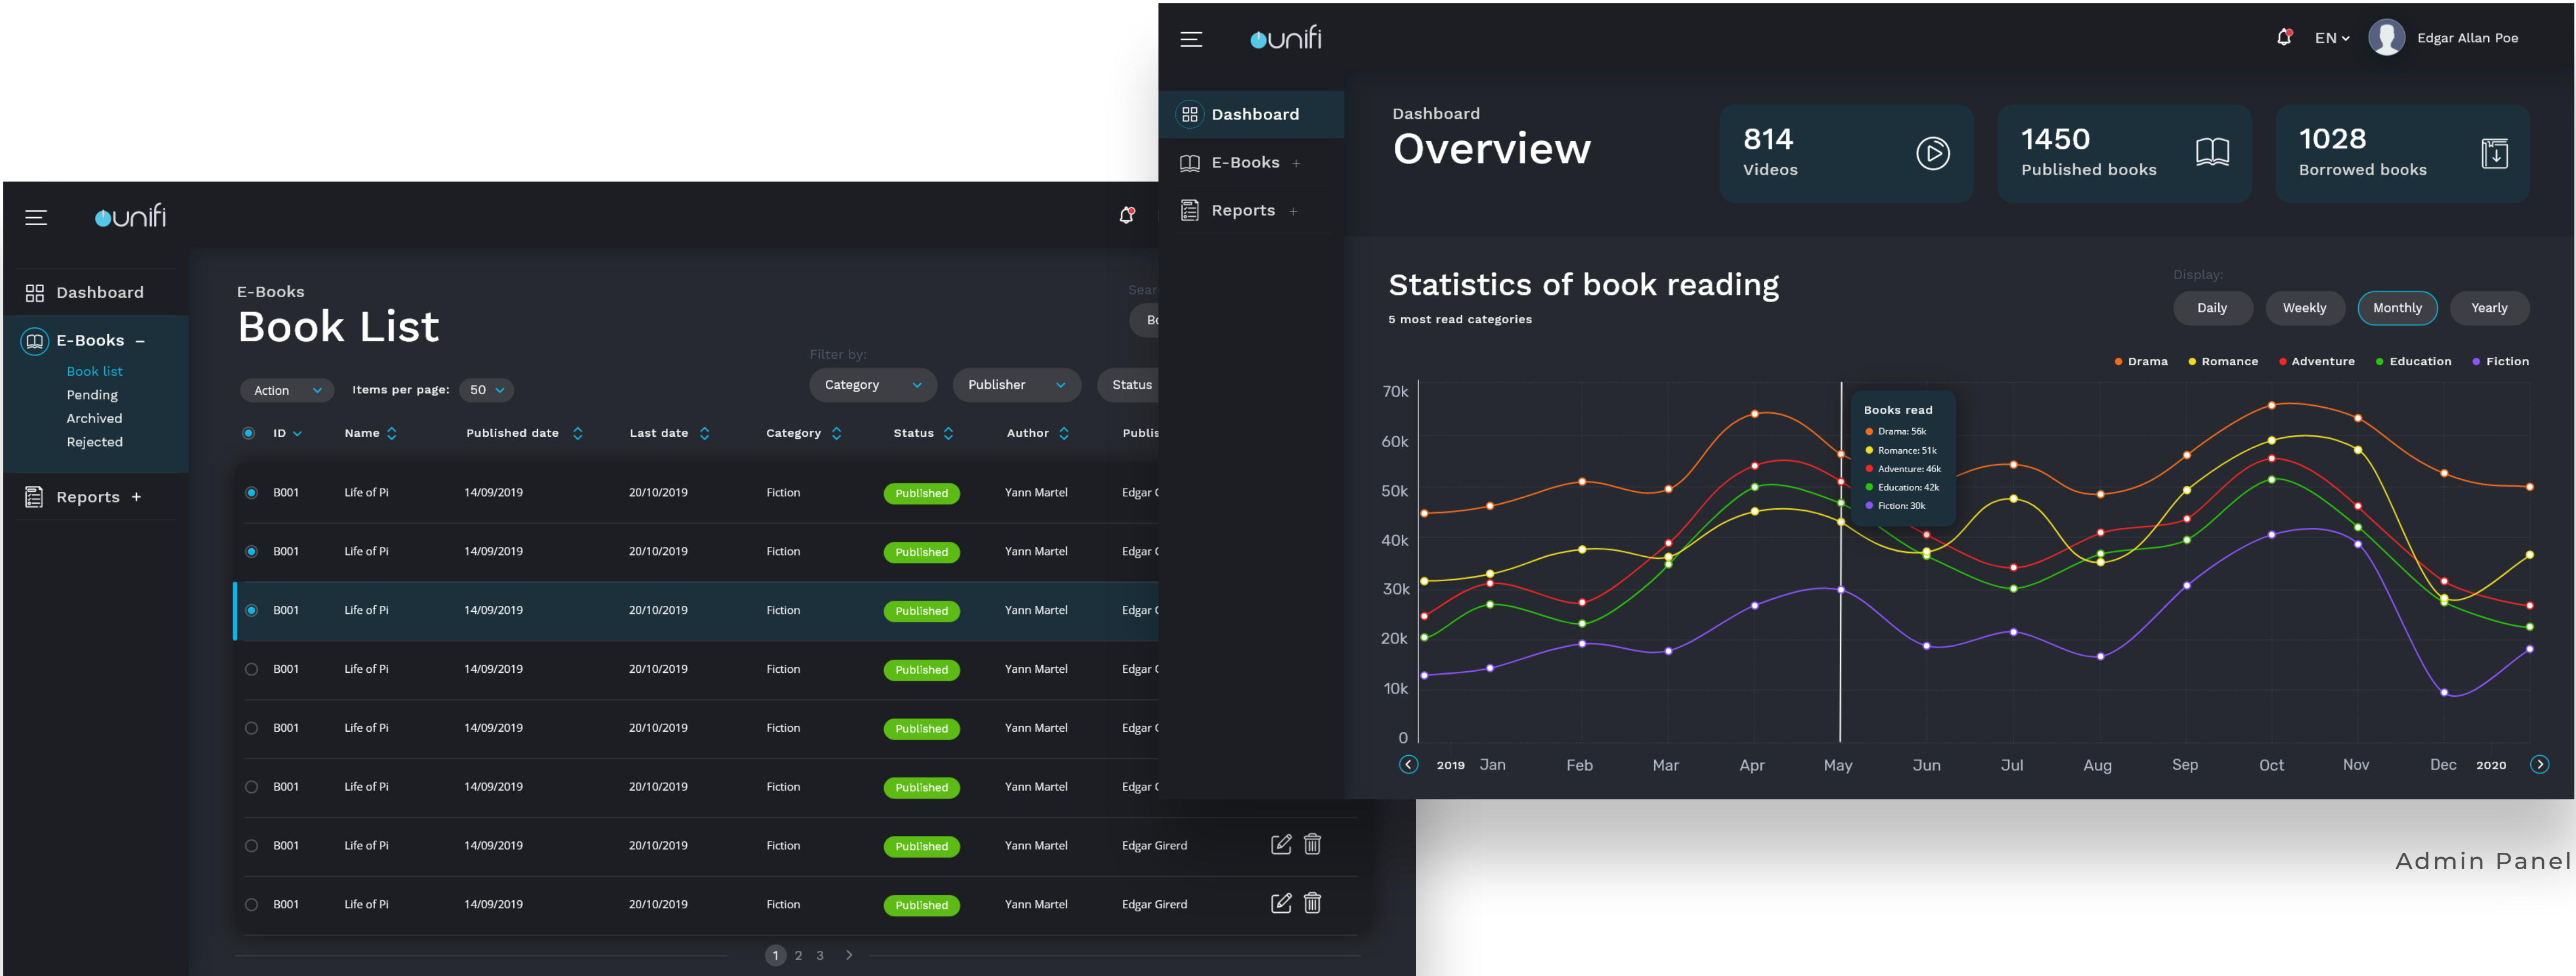 unifi
EN
Edgar Allan Poe
Dashboard
E-Books +
Reports +
Dashboard
Overview
814
Videos
1450
Published books
1028
Borrowed books
Statistics of book reading
5 most read categories
Display:
Daily Weekly Monthly Yearly
Drama Romance Adventure Education Fiction
70k
60k
50k
40k
30k
20k
10k
0
Books read
Drama: 56k
Romance: 51k
Adventure: 46k
Education: 42k
Fiction: 30k
2019 Jan Feb Mar Apr May Jun Jul Aug Sep Oct Nov Dec 2020
unifi
Dashboard
E-Books –
Book list
Pending
Archived
Rejected
Reports +
E-Books
Book List
Filter by:
Action Items per page: 50 Category Publisher Status
ID Name Published date Last date Category Status Author
B001 Life of Pi 14/09/2019 20/10/2019 Fiction Published Yann Martel Edgar
B001 Life of Pi 14/09/2019 20/10/2019 Fiction Published Yann Martel Edgar
B001 Life of Pi 14/09/2019 20/10/2019 Fiction Published Yann Martel Edgar
B001 Life of Pi 14/09/2019 20/10/2019 Fiction Published Yann Martel Edgar
B001 Life of Pi 14/09/2019 20/10/2019 Fiction Published Yann Martel Edgar
B001 Life of Pi 14/09/2019 20/10/2019 Fiction Published Yann Martel Edgar
B001 Life of Pi 14/09/2019 20/10/2019 Fiction Published Yann Martel Edgar Girerd
B001 Life of Pi 14/09/2019 20/10/2019 Fiction Published Yann Martel Edgar Girerd
1 2 3
Admin Panel